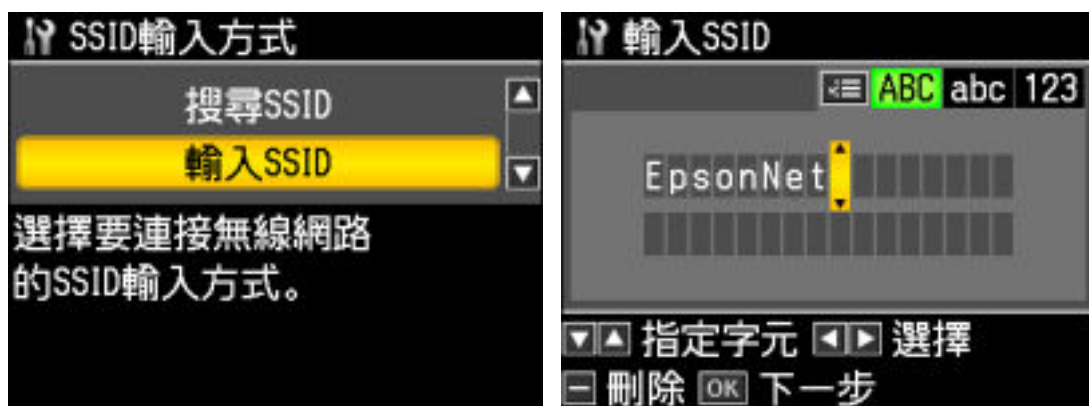 SSID輸入方式
搜尋SSID
輸入SSID
選擇要連接無線網路
的SSID輸入方式。
輸入SSID
ABC abc 123
EpsonNet
▼▲ 指定字元 ◀▶ 選擇
− 刪除 OK 下一步